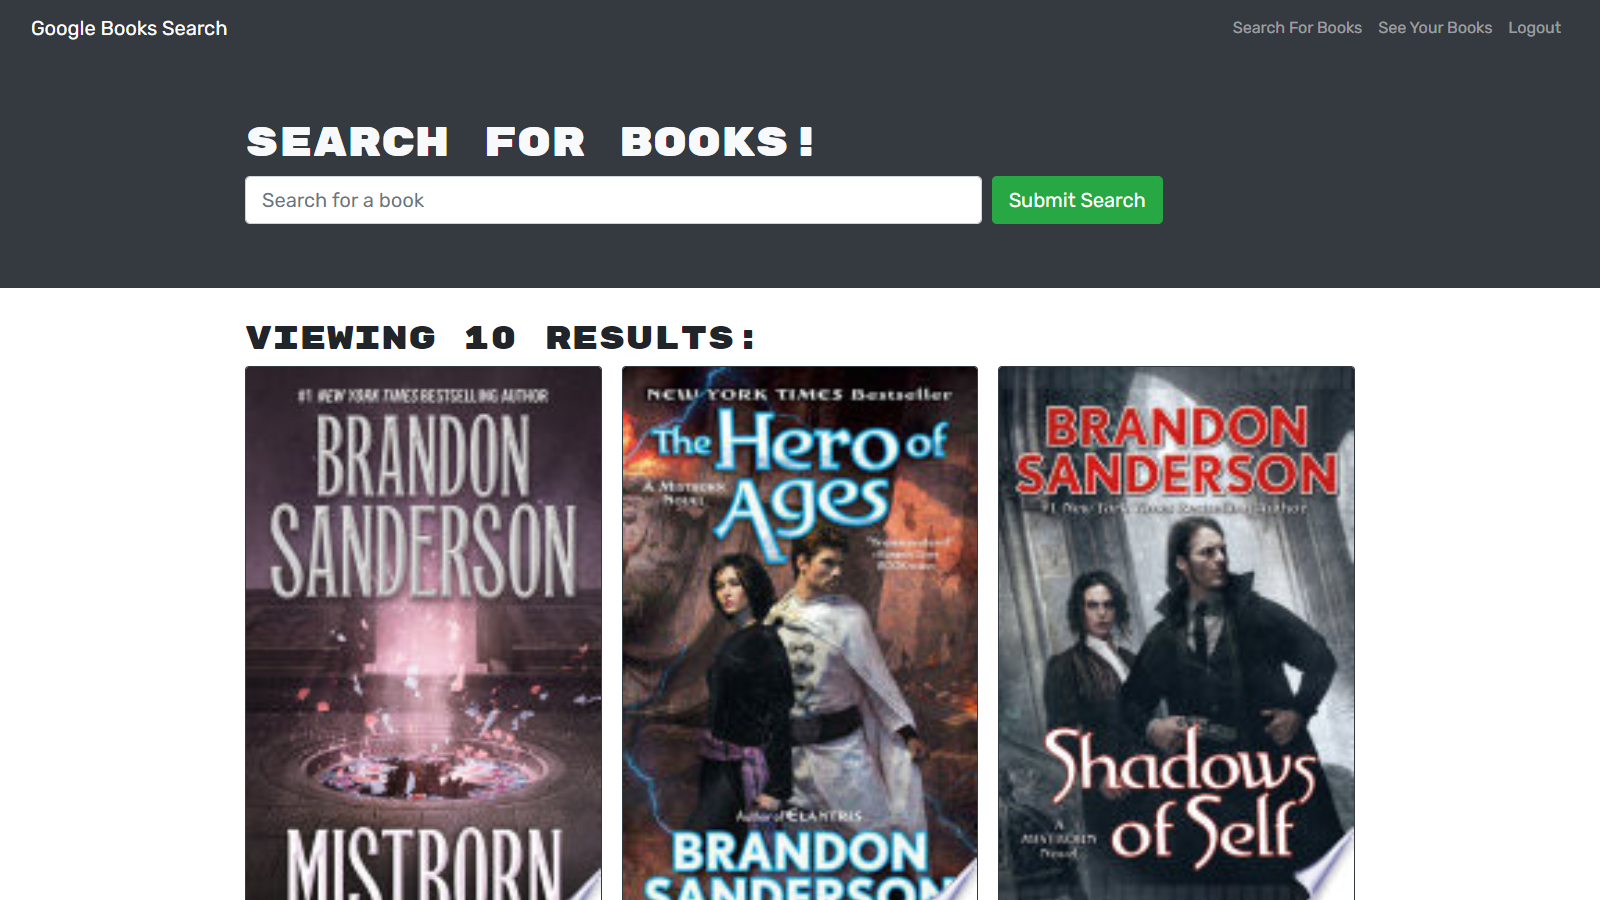 Google Books Search
Search For Books
See Your Books
Logout
SEARCH FOR BOOKS!
Search for a book
Submit Search
VIEWING 10 RESULTS:
#1 NEW YORK TIMES BESTSELLING AUTHOR
BRANDON
SANDERSON
MISTBORN
NEW YORK TIMES Bestseller
The Hero of
Ages
A Mistborn
Novel
Author of ELANTRIS
BRANDON
SANDERSON
BRANDON
SANDERSON
#1 New York Times Bestselling Author
Shadows
of Self
A
MISTBORN
Novel